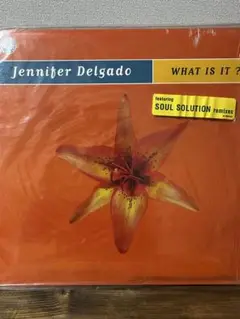 Jennifer Delgado
WHAT IS IT ?
featuring
SOUL SOLUTION remixes